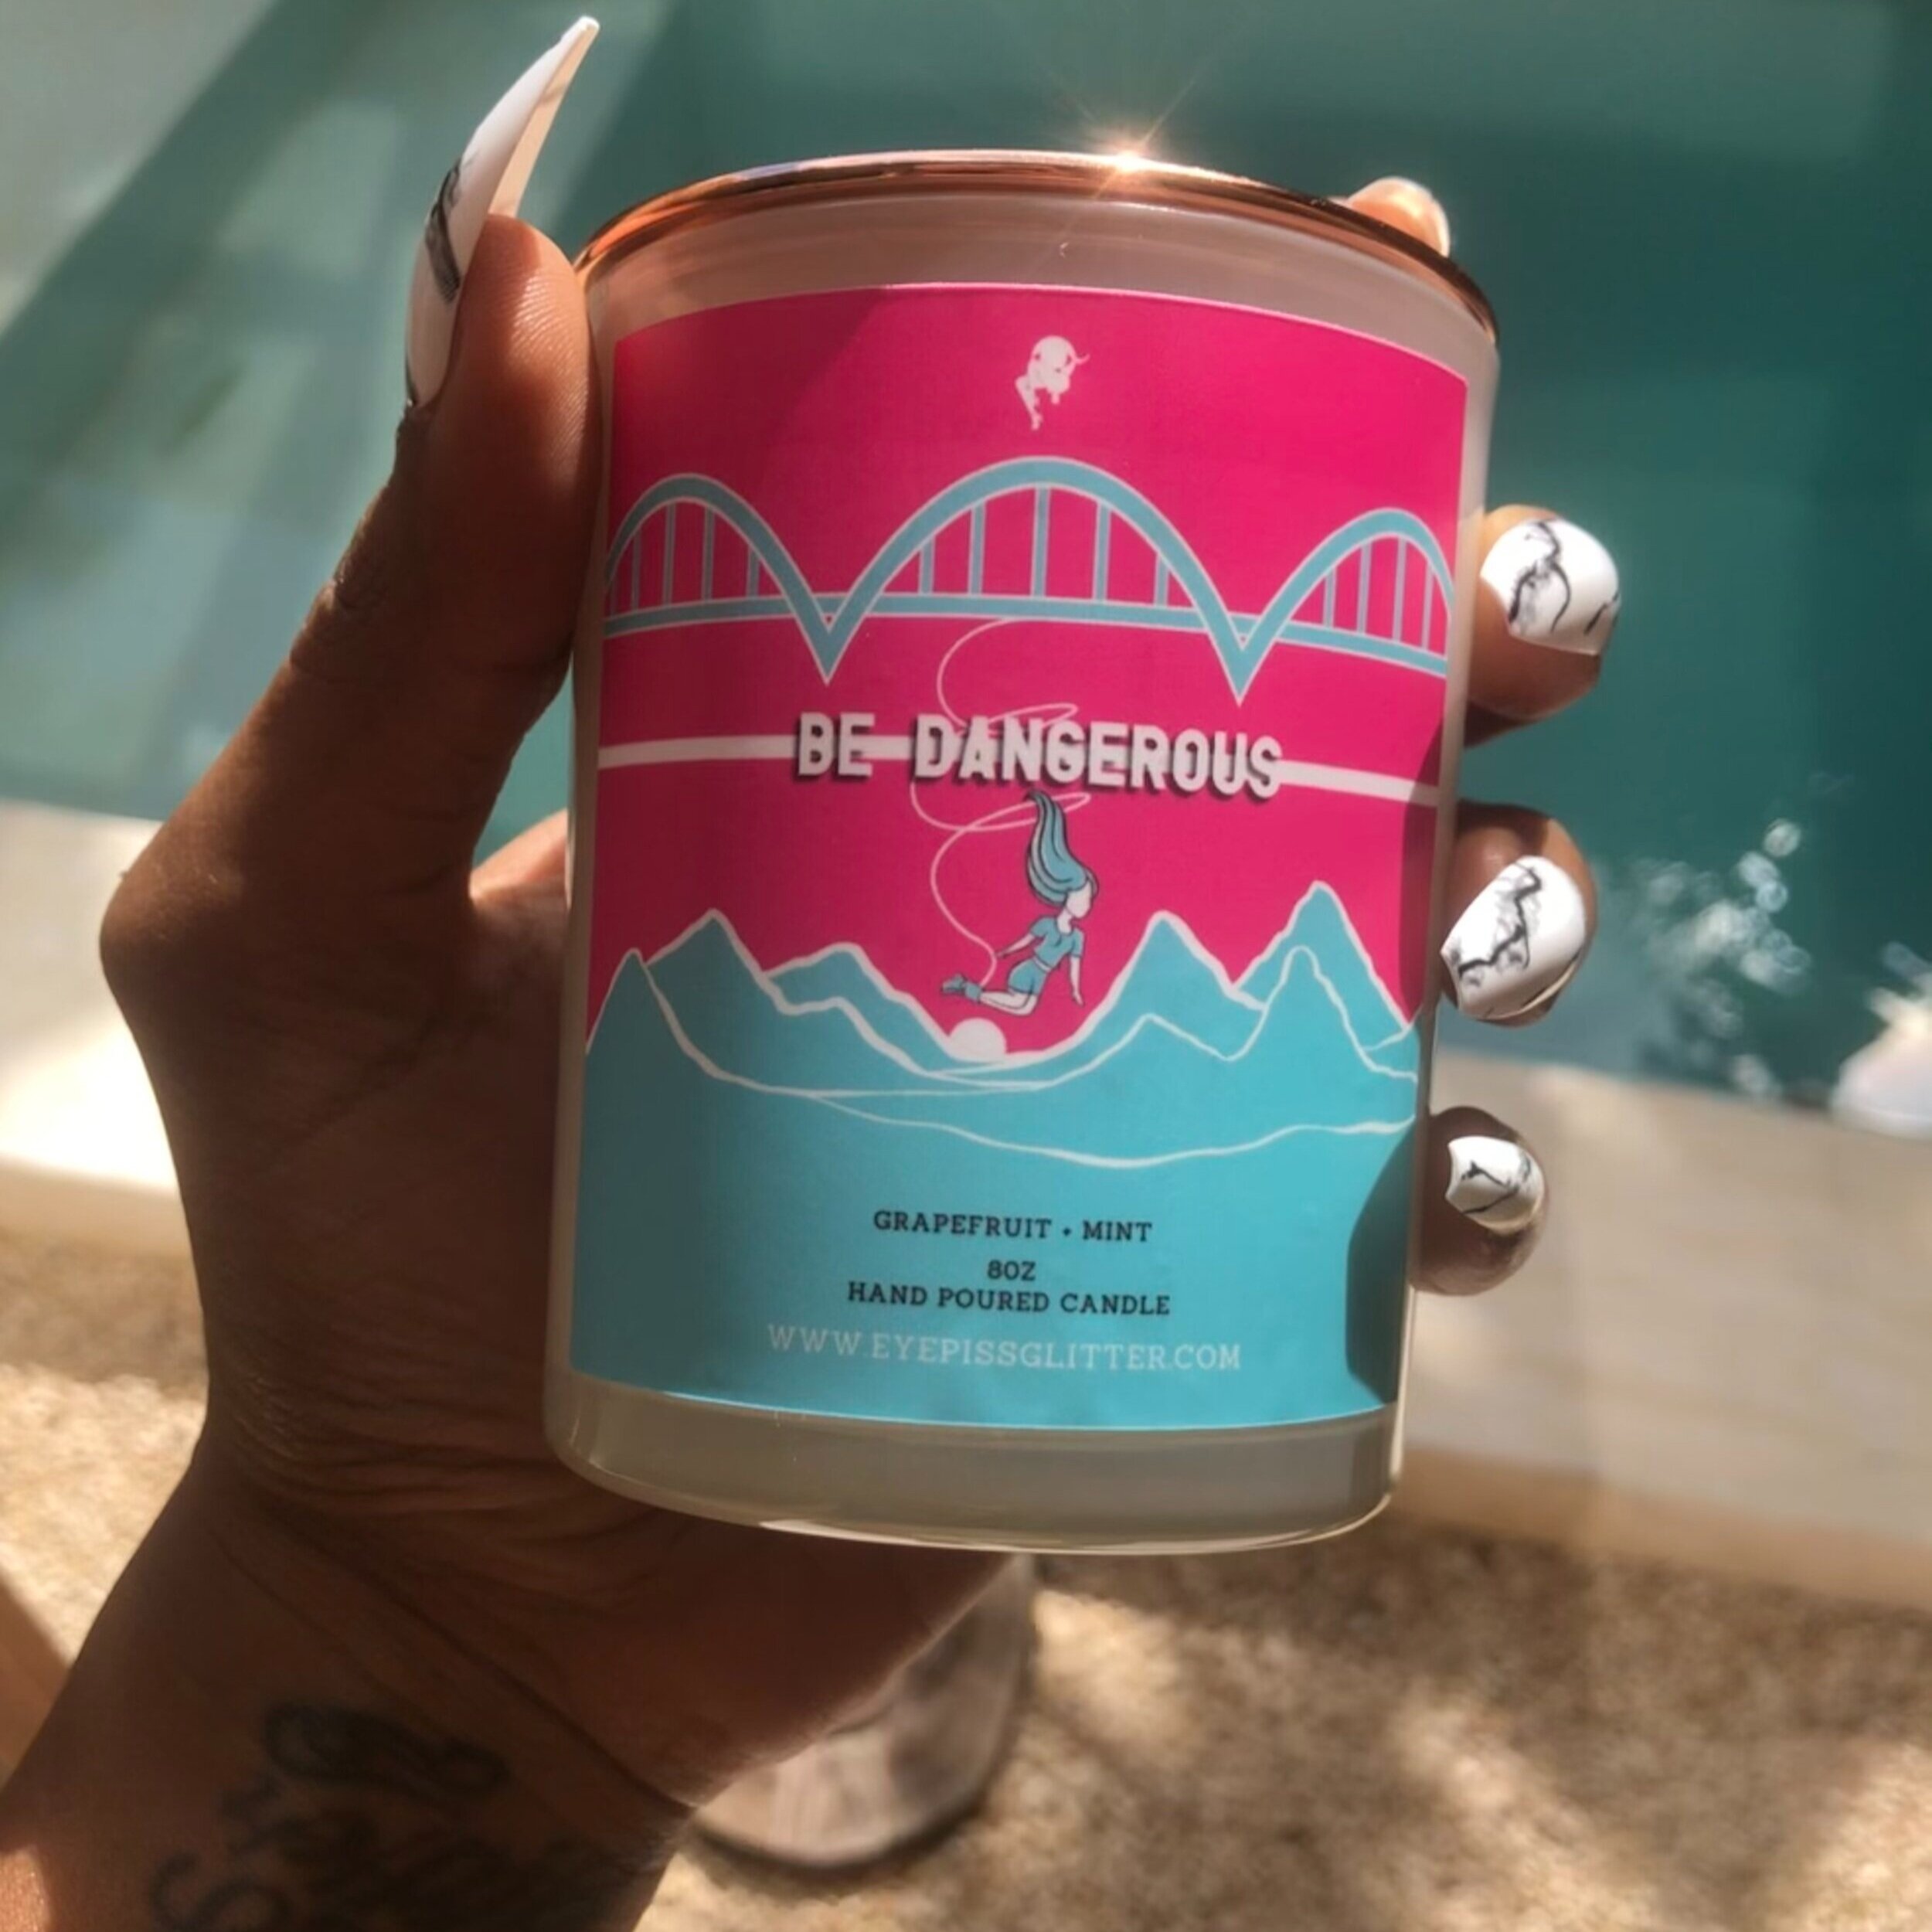 BE DANGEROUS
GRAPEFRUIT • MINT
8OZ
HAND POURED CANDLE
WWW.EYEPISSGLITTER.COM